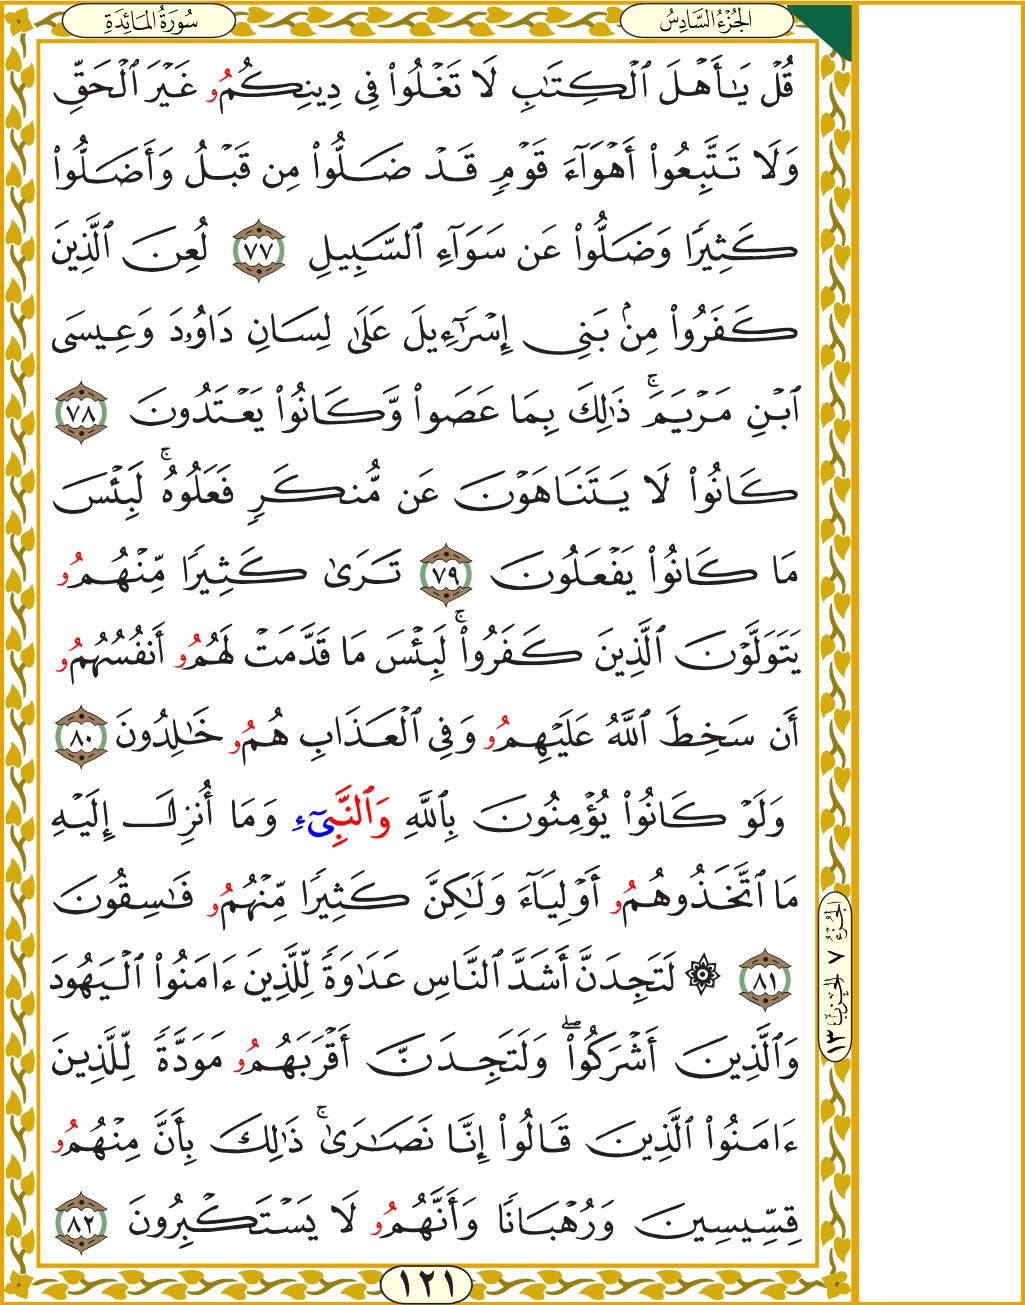 الجُزْءُ السَّادِسُ
سُورَةُ المَائِدَةِ
قُلْ يَٰٓأَهْلَ ٱلْكِتَٰبِ لَا تَغْلُواْ فِى دِينِكُمُۥ غَيْرَ ٱلْحَقِّ
وَلَا تَتَّبِعُوٓاْ أَهْوَآءَ قَوْمٍ قَدْ ضَلُّواْ مِن قَبْلُ وَأَضَلُّواْ
كَثِيرًا وَضَلُّواْ عَن سَوَآءِ ٱلسَّبِيلِ ٧٧ لُعِنَ ٱلَّذِينَ
كَفَرُواْ مِنۢ بَنِىٓ إِسْرَٰٓءِيلَ عَلَىٰ لِسَانِ دَاوُۥدَ وَعِيسَى
ٱبْنِ مَرْيَمَۚ ذَٰلِكَ بِمَا عَصَواْ وَّكَانُواْ يَعْتَدُونَ ٧٨
كَانُواْ لَا يَتَنَاهَوْنَ عَن مُّنكَرٍ فَعَلُوهُۚ لَبِئْسَ
مَا كَانُواْ يَفْعَلُونَ ٧٩ تَرَىٰ كَثِيرًا مِّنْهُمُۥ
يَتَوَلَّوْنَ ٱلَّذِينَ كَفَرُواْۚ لَبِئْسَ مَا قَدَّمَتْ لَهُمُۥٓ أَنفُسُهُمُۥٓ
أَن سَخِطَ ٱللَّهُ عَلَيْهِمُۥ وَفِى ٱلْعَذَابِ هُمُۥ خَٰلِدُونَ ٨٠
وَلَوْ كَانُواْ يُؤْمِنُونَ بِٱللَّهِ وَٱلنَّبِىٓءِ وَمَآ أُنزِلَ إِلَيْهِ
مَا ٱتَّخَذُوهُمُۥٓ أَوْلِيَآءَ وَلَٰكِنَّ كَثِيرًا مِّنْهُمُۥ فَٰسِقُونَ
٨١ ۞ لَتَجِدَنَّ أَشَدَّ ٱلنَّاسِ عَدَٰوَةً لِّلَّذِينَ ءَامَنُواْ ٱلْيَهُودَ
وَٱلَّذِينَ أَشْرَكُواْۖ وَلَتَجِدَنَّ أَقْرَبَهُمُۥ مَوَدَّةً لِّلَّذِينَ
ءَامَنُواْ ٱلَّذِينَ قَالُوٓاْ إِنَّا نَصَٰرَىٰۚ ذَٰلِكَ بِأَنَّ مِنْهُمُۥ
قِسِّيسِينَ وَرُهْبَانًا وَأَنَّهُمُۥ لَا يَسْتَكْبِرُونَ ٨٢
الجُزْءُ ٧ الحِزْبُ ١٣
١٢١